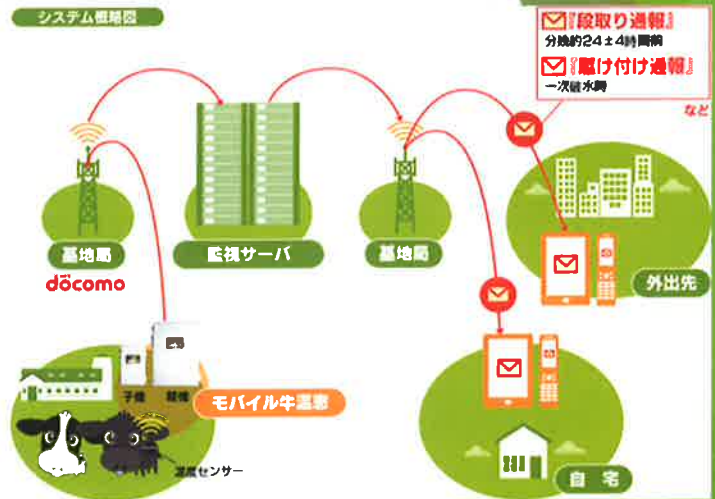 システム概略図
『段取り通報』
分娩約24±4時間前
『駆け付け通報』
一次破水時
など
基地局
döcomo
監視サーバ
基地局
外出先
子機
親機
モバイル牛温恵
温度センサー
自宅